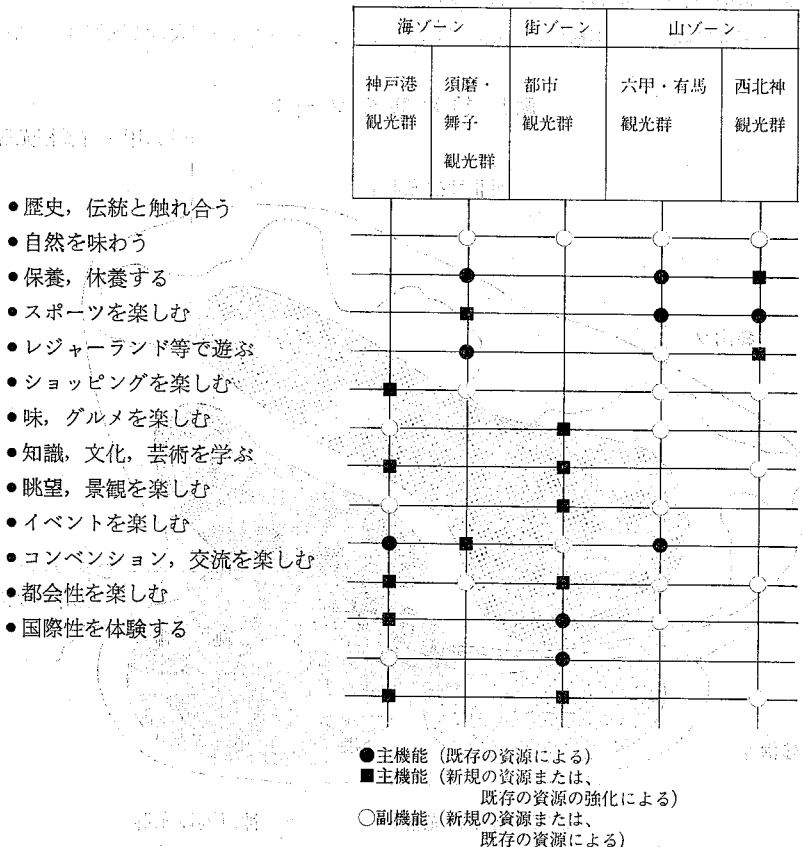 海ゾーン 街ゾーン 山ゾーン
神戸港 須磨・ 都市 六甲・有馬 西北神
観光群 舞子 観光群 観光群 観光群
観光群
●歴史，伝統と触れ合う
●自然を味わう
●保養，休養する
●スポーツを楽しむ
●レジャーランド等で遊ぶ
●ショッピングを楽しむ
●味，グルメを楽しむ
●知識，文化，芸術を学ぶ
●眺望，景観を楽しむ
●イベントを楽しむ
●コンベンション，交流を楽しむ
●都会性を楽しむ
●国際性を体験する
●主機能（既存の資源による）
■主機能（新規の資源または、
既存の資源の強化による）
○副機能（新規の資源または、
既存の資源による）